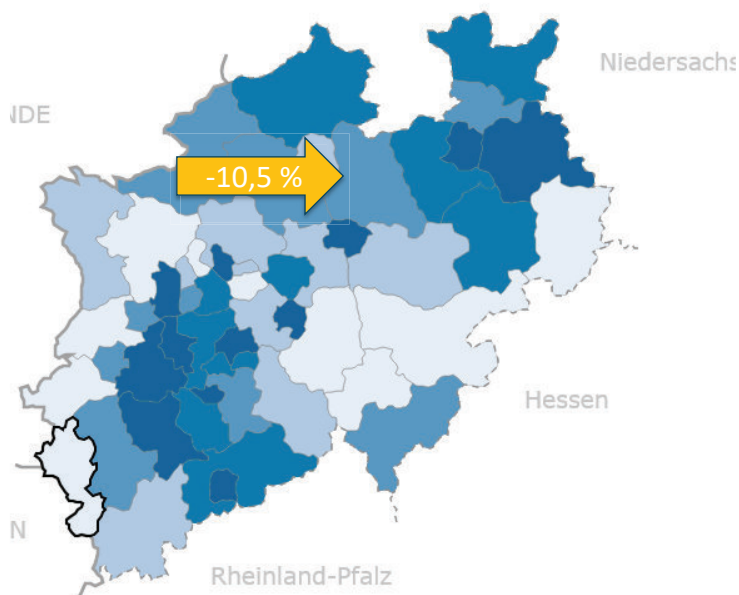 Niedersachs
NDE
-10,5 %
Hessen
N
Rheinland-Pfalz